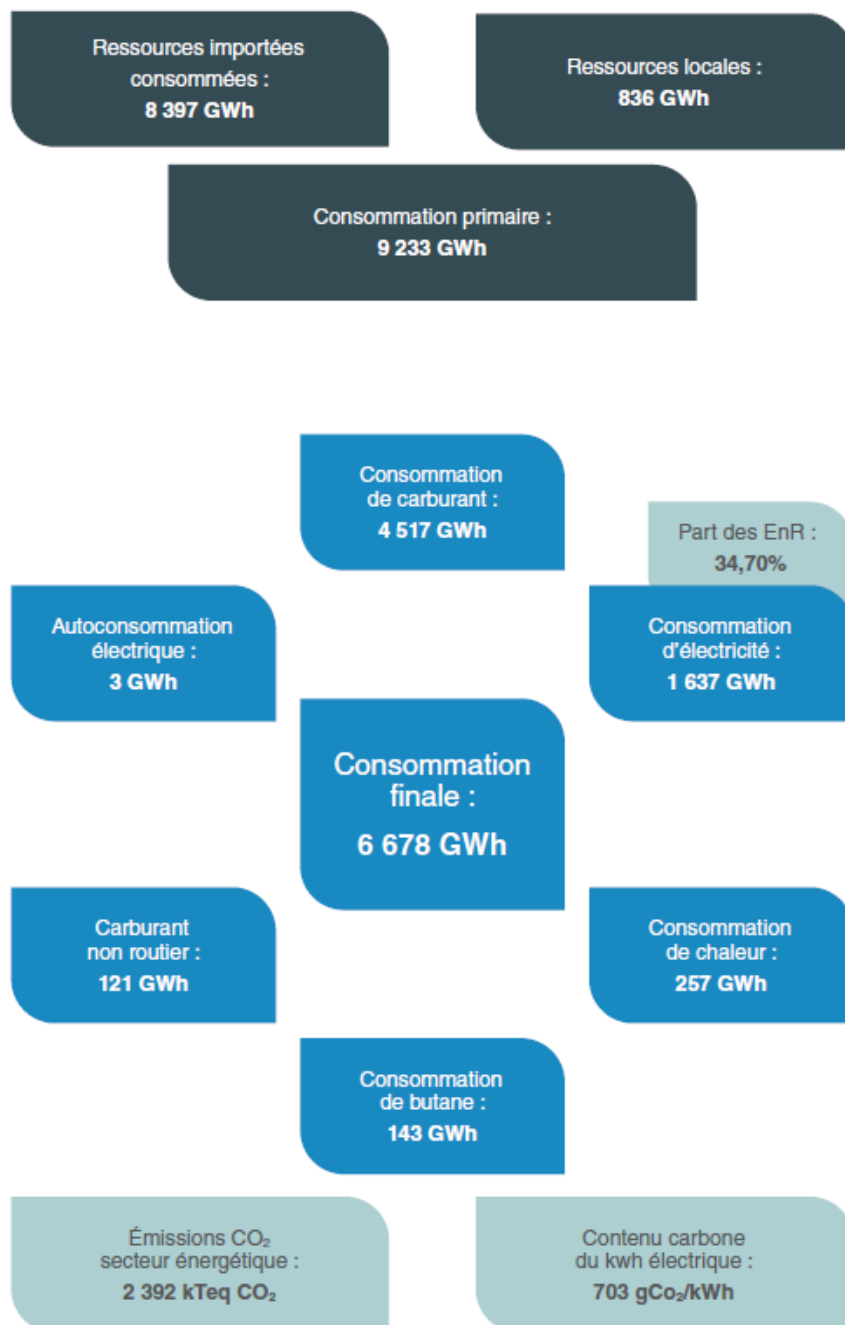 Ressources importées
consommées :
8 397 GWh
Ressources locales :
836 GWh
Consommation primaire :
9 233 GWh
Consommation
de carburant :
4 517 GWh
Part des EnR :
34,70%
Autoconsommation
électrique :
3 GWh
Consommation
d'électricité :
1 637 GWh
Consommation
finale :
6 678 GWh
Carburant
non routier :
121 GWh
Consommation
de chaleur :
257 GWh
Consommation
de butane :
143 GWh
Émissions CO₂
secteur énergétique :
2 392 kTeq CO₂
Contenu carbone
du kwh électrique :
703 gCo₂/kWh